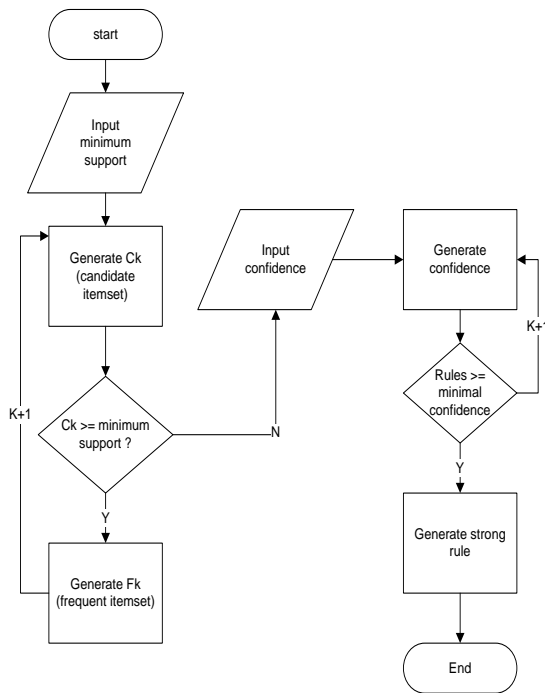 start
Input
minimum
support
Generate Ck
(candidate
itemset)
Ck >= minimum
support ?
K+1
N
Y
Generate Fk
(frequent itemset)
Input
confidence
Generate
confidence
K+1
Rules >=
minimal
confidence
Y
Generate strong
rule
End